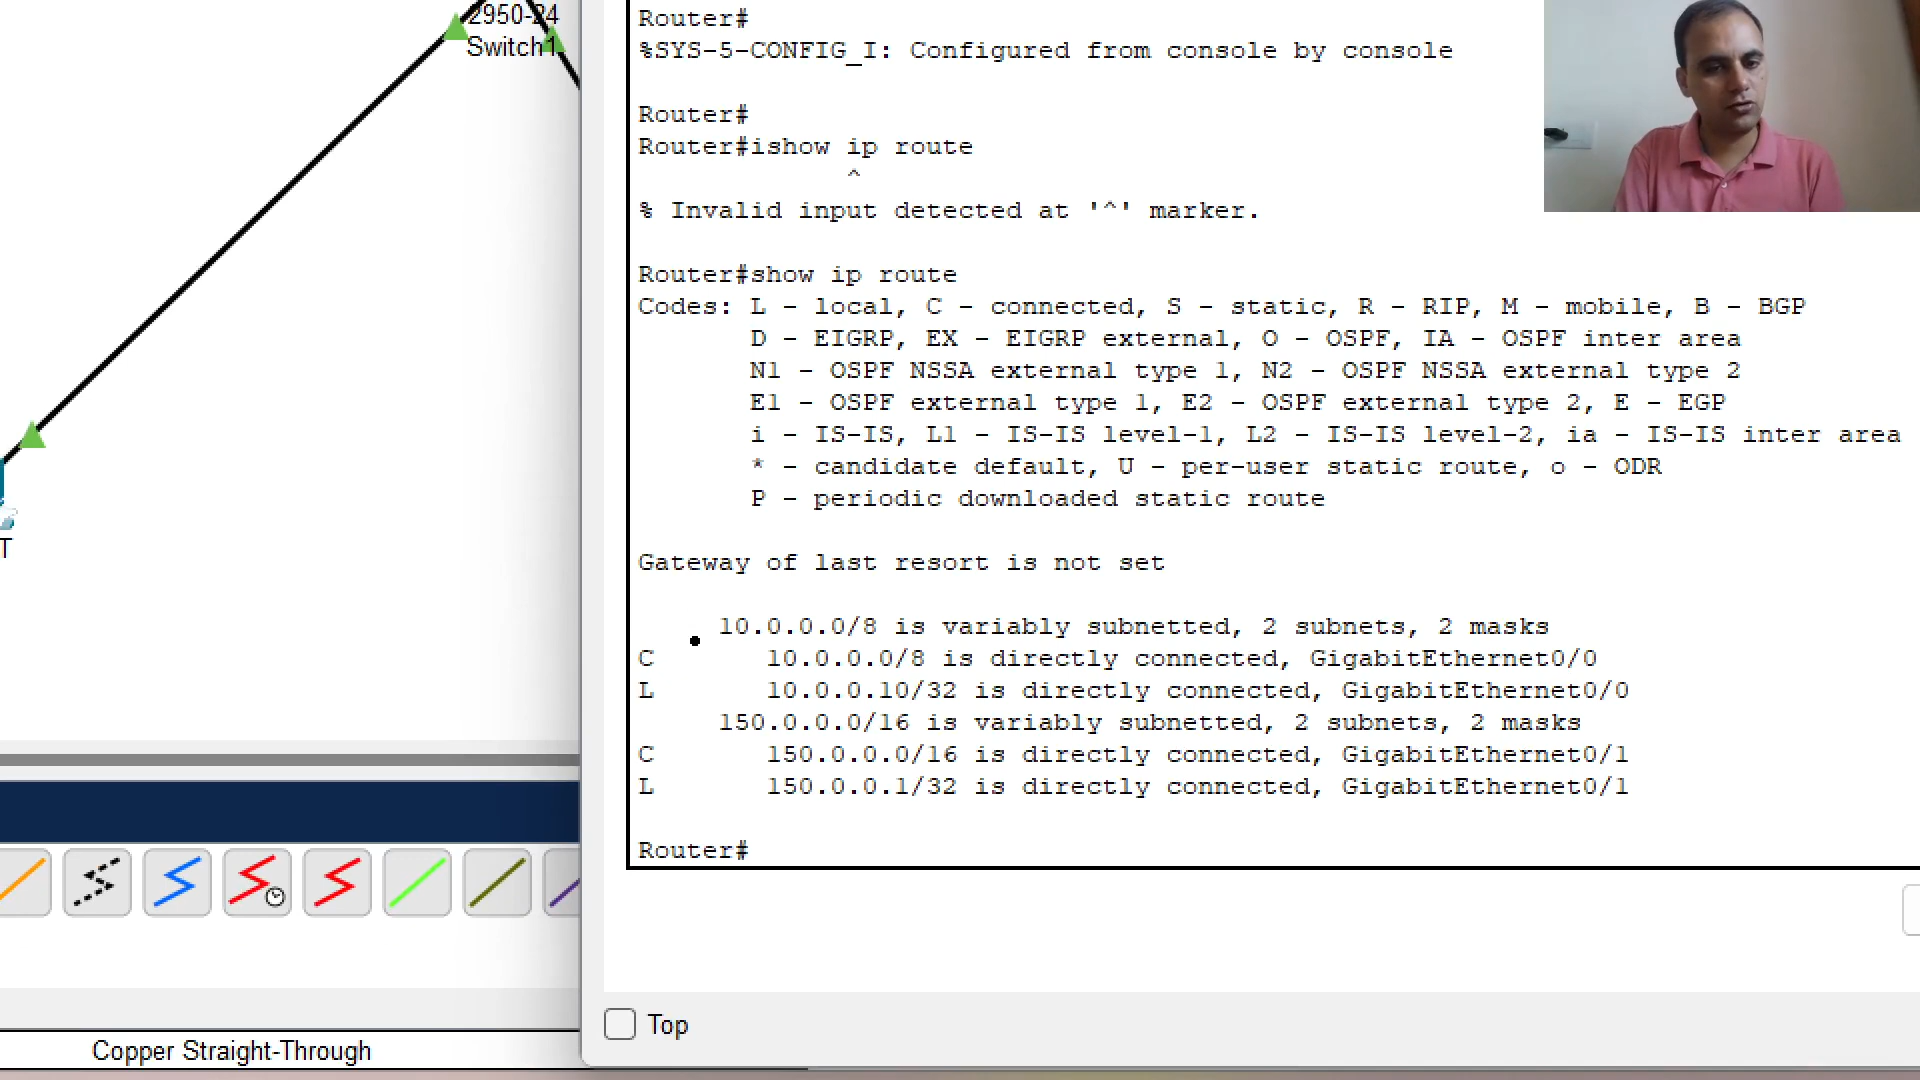 2950-24
Switch1
T
Router#
%SYS-5-CONFIG_I: Configured from console by console
Router#
Router#ishow ip route
^
% Invalid input detected at '^' marker.
Router#show ip route
Codes: L - local, C - connected, S - static, R - RIP, M - mobile, B - BGP
D - EIGRP, EX - EIGRP external, O - OSPF, IA - OSPF inter area
N1 - OSPF NSSA external type 1, N2 - OSPF NSSA external type 2
E1 - OSPF external type 1, E2 - OSPF external type 2, E - EGP
i - IS-IS, L1 - IS-IS level-1, L2 - IS-IS level-2, ia - IS-IS inter area
* - candidate default, U - per-user static route, o - ODR
P - periodic downloaded static route
Gateway of last resort is not set
10.0.0.0/8 is variably subnetted, 2 subnets, 2 masks
C 10.0.0.0/8 is directly connected, GigabitEthernet0/0
L 10.0.0.10/32 is directly connected, GigabitEthernet0/0
150.0.0.0/16 is variably subnetted, 2 subnets, 2 masks
C 150.0.0.0/16 is directly connected, GigabitEthernet0/1
L 150.0.0.1/32 is directly connected, GigabitEthernet0/1
Router#
Top
Copper Straight-Through